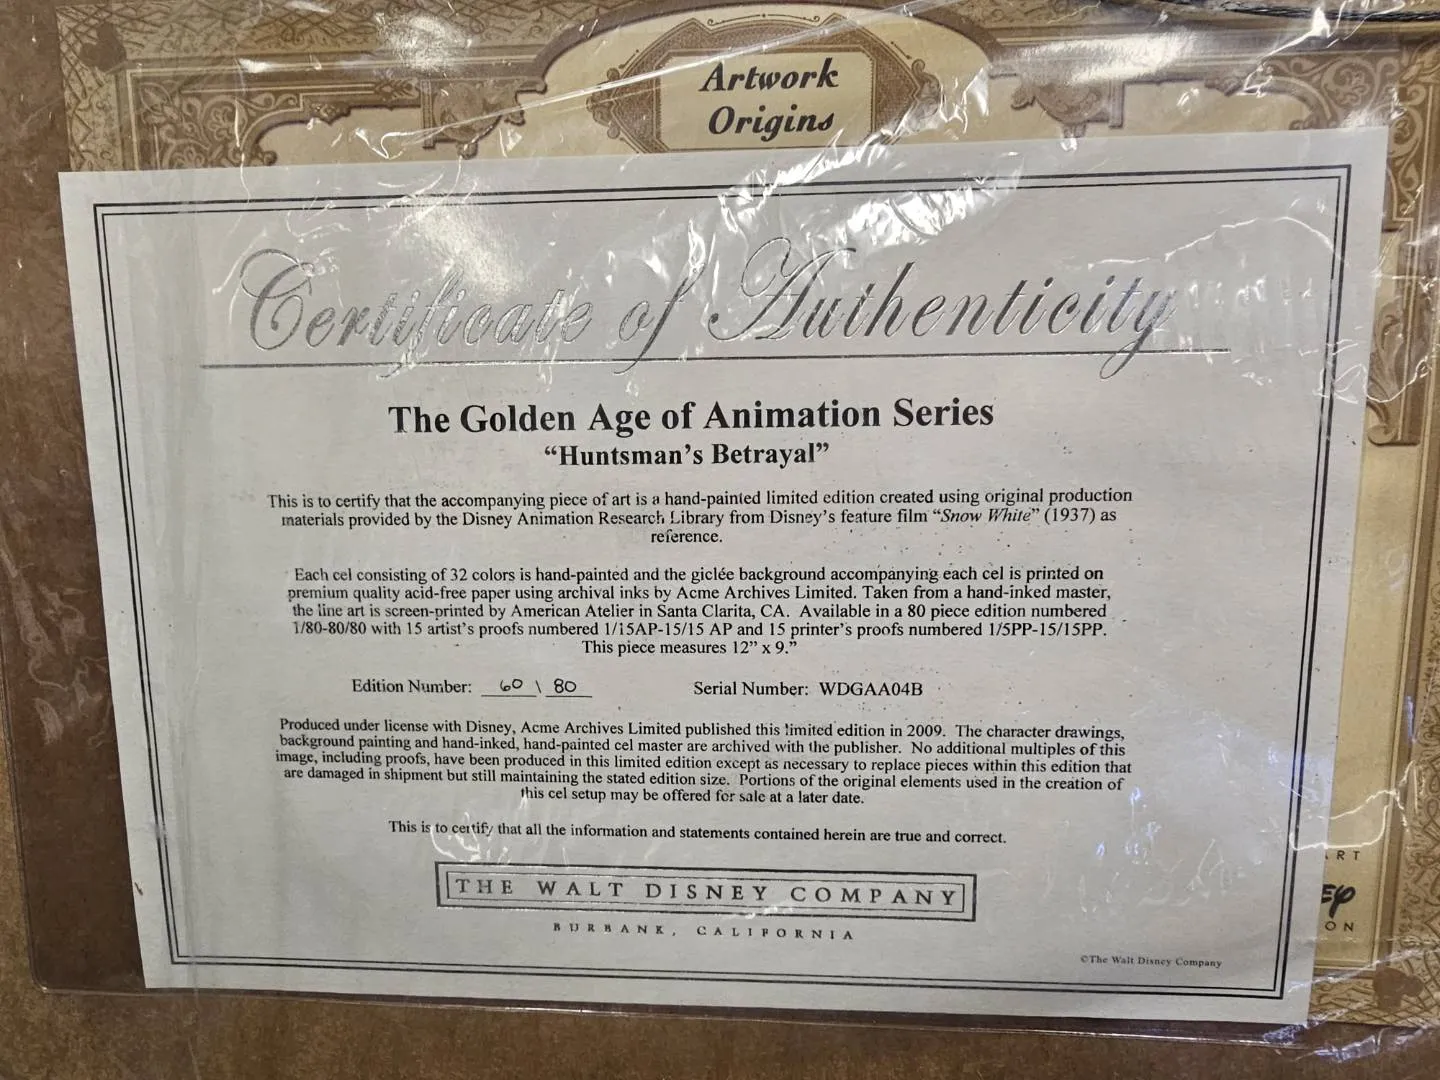 Artwork
Origins
Certificate of Authenticity
The Golden Age of Animation Series
“Huntsman’s Betrayal”
This is to certify that the accompanying piece of art is a hand-painted limited edition created using original production
materials provided by the Disney Animation Research Library from Disney’s feature film “Snow White” (1937) as
reference.
Each cel consisting of 32 colors is hand-painted and the giclée background accompanying each cel is printed on
premium quality acid-free paper using archival inks by Acme Archives Limited. Taken from a hand-inked master,
the line art is screen-printed by American Atelier in Santa Clarita, CA. Available in a 80 piece edition numbered
1/80-80/80 with 15 artist’s proofs numbered 1/15AP-15/15 AP and 15 printer’s proofs numbered 1/5PP-15/15PP.
This piece measures 12” x 9.”
Edition Number: 60 \ 80 Serial Number: WDGAA04B
Produced under license with Disney, Acme Archives Limited published this limited edition in 2009. The character drawings,
background painting and hand-inked, hand-painted cel master are archived with the publisher. No additional multiples of this
image, including proofs, have been produced in this limited edition except as necessary to replace pieces within this edition that
are damaged in shipment but still maintaining the stated edition size. Portions of the original elements used in the creation of
this cel setup may be offered for sale at a later date.
This is to certify that all the information and statements contained herein are true and correct.
THE WALT DISNEY COMPANY
BURBANK, CALIFORNIA
©The Walt Disney Company